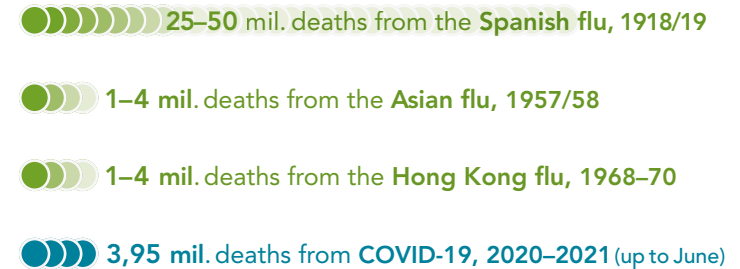 25–50 mil. deaths from the Spanish flu, 1918/19
1–4 mil. deaths from the Asian flu, 1957/58
1–4 mil. deaths from the Hong Kong flu, 1968–70
3,95 mil. deaths from COVID-19, 2020–2021 (up to June)